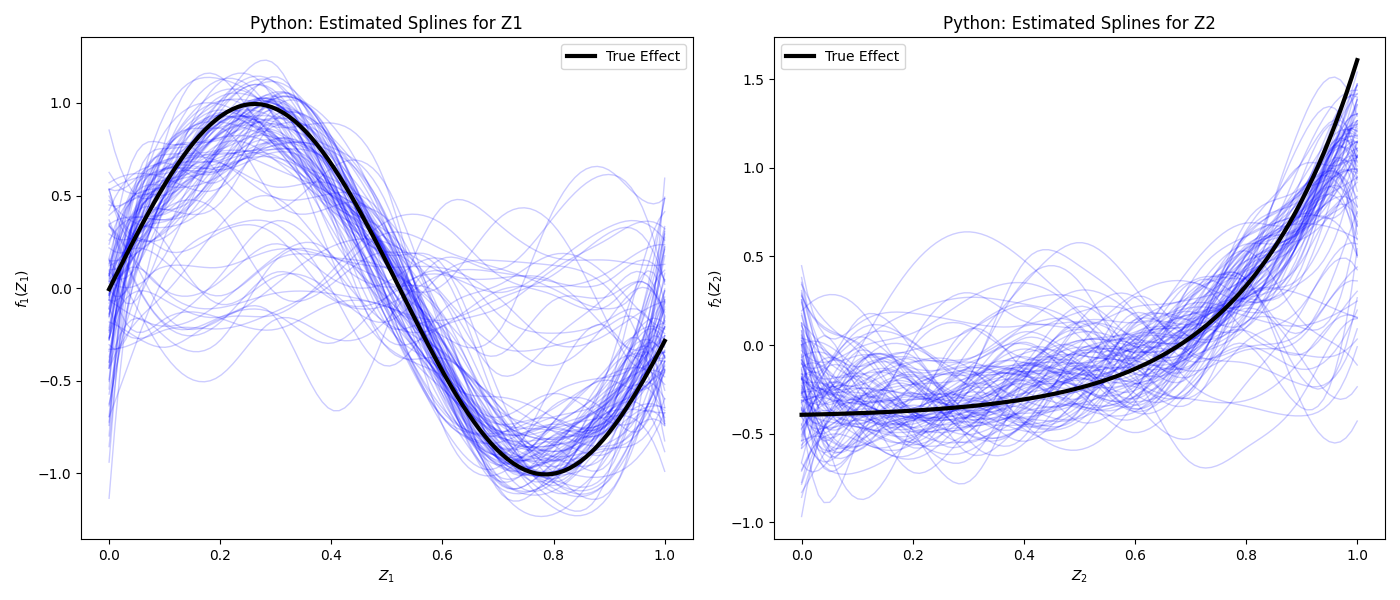 Python: Estimated Splines for Z1
True Effect
1.0
0.5
0.0
−0.5
−1.0
f₁(Z₁)
0.0 0.2 0.4 0.6 0.8 1.0
Z₁
Python: Estimated Splines for Z2
True Effect
1.5
1.0
0.5
0.0
−0.5
−1.0
f₂(Z₂)
0.0 0.2 0.4 0.6 0.8 1.0
Z₂